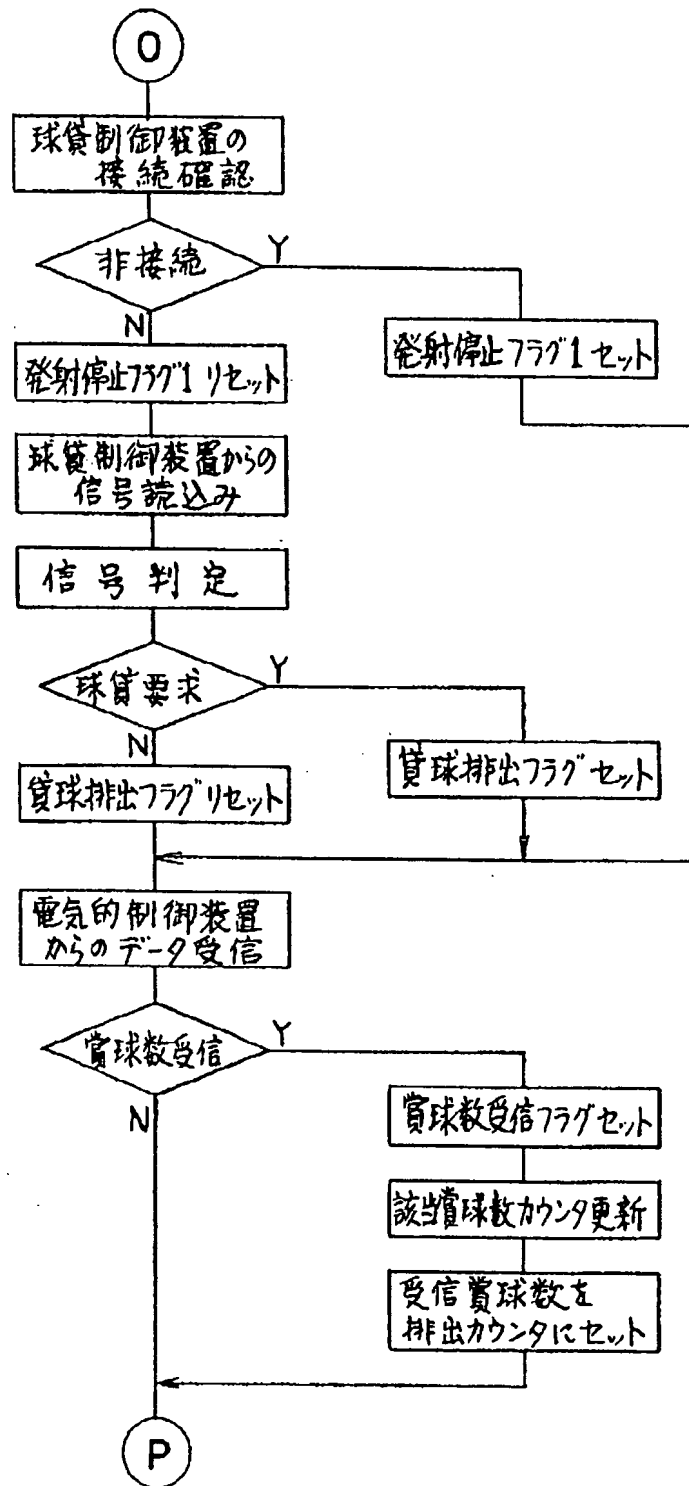 O
球貸制御装置の
接続確認
非接続
Y
N
発射停止フラグ1 リセット
発射停止フラグ1 セット
球貸制御装置からの
信号読込み
信号判定
球貸要求
Y
N
貸球排出フラグ リセット
貸球排出フラグ セット
電気的制御装置
からのデータ受信
賞球数受信
Y
N
賞球数受信フラグセット
該当賞球数カウンタ更新
受信賞球数を
排出カウンタにセット
P